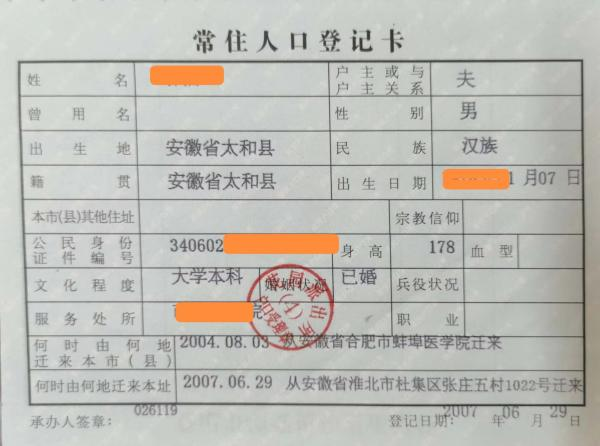 常住人口登记卡
姓名 户主或与户主关系 夫
曾用名 性别 男
出生地 安徽省太和县 民族 汉族
籍贯 安徽省太和县 出生日期 1月07日
本市(县)其他住址 宗教信仰
公民身份证件编号 340602 身高 178 血型
文化程度 大学本科 婚姻状况 已婚 兵役状况
服务处所 院 职业
何时由何地迁来本市(县) 2004.08.03 从安徽省合肥市蚌埠医学院迁来
何时由何地迁来本址 2007.06.29 从安徽省淮北市杜集区张庄五村1022号迁来
承办人签章: 026119 登记日期: 2007年06月29日